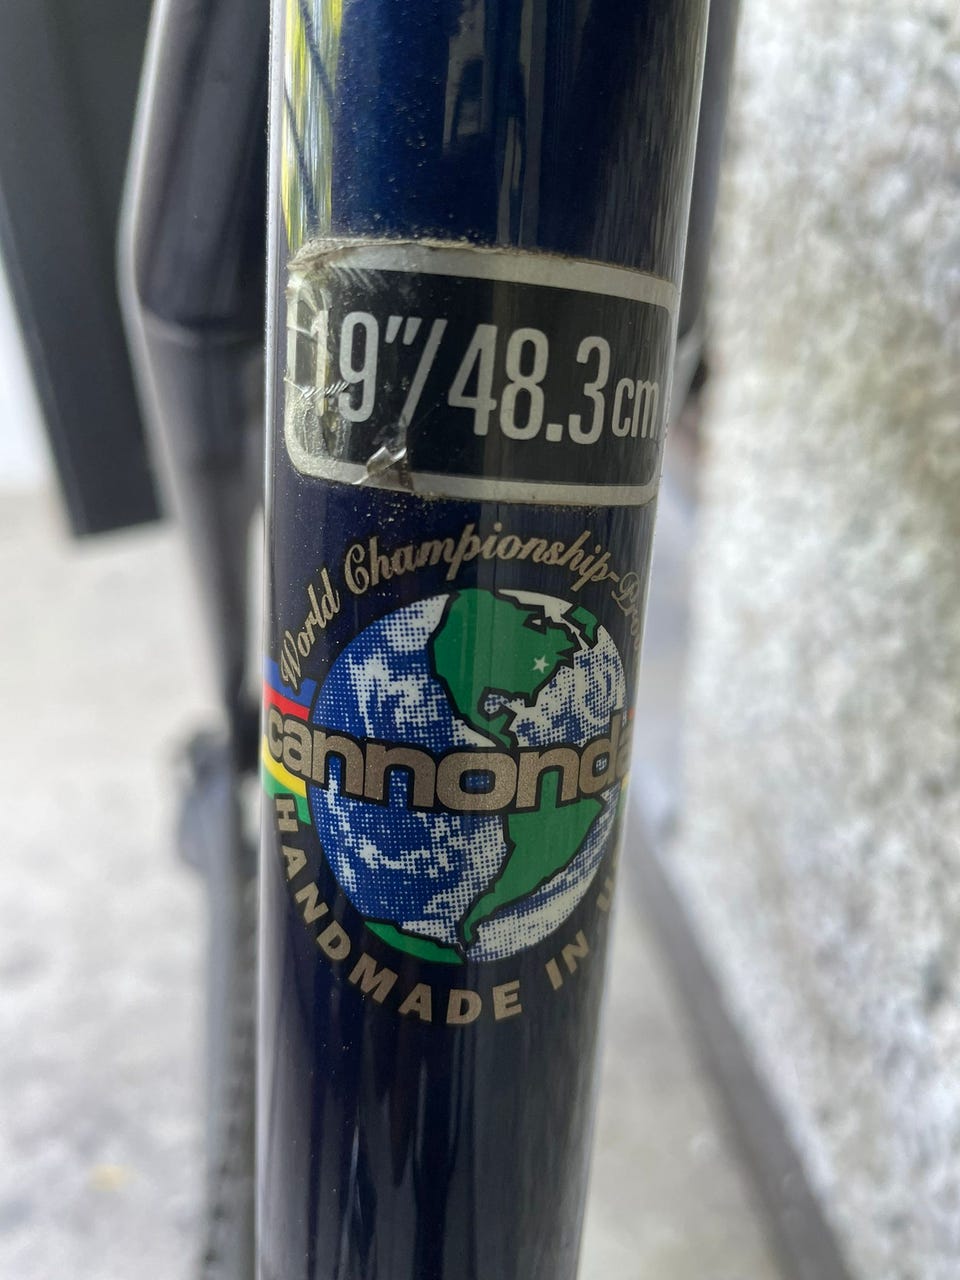 19"/48.3cm
World Championship-
cannond
HANDMADE IN